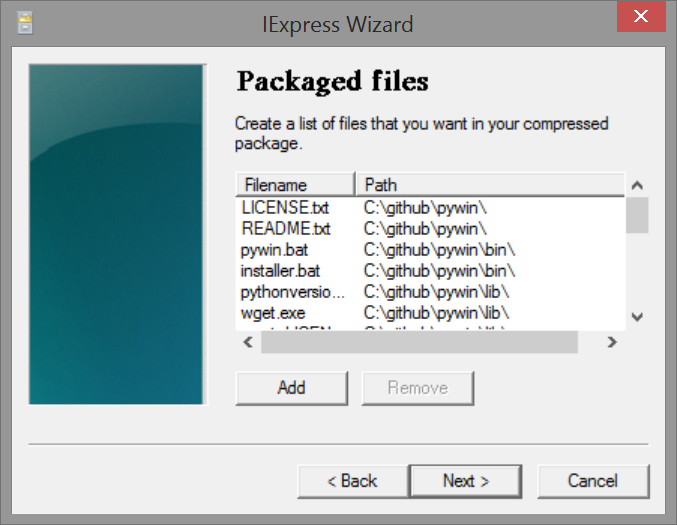 IExpress Wizard
Packaged files
Create a list of files that you want in your compressed
package.
Filename Path
LICENSE.txt C:\github\pywin\
README.txt C:\github\pywin\
pywin.bat C:\github\pywin\bin\
installer.bat C:\github\pywin\bin\
pythonversio... C:\github\pywin\lib\
wget.exe C:\github\pywin\lib\
Add Remove
< Back Next > Cancel